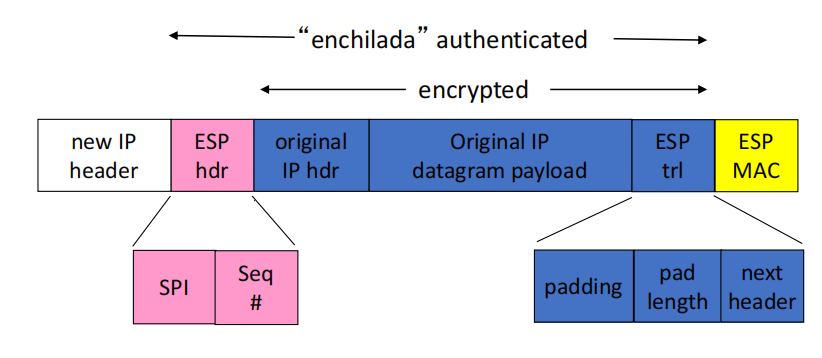 “enchilada” authenticated
encrypted
new IP
header
ESP
hdr
original
IP hdr
Original IP
datagram payload
ESP
trl
ESP
MAC
SPI
Seq
#
padding
pad
length
next
header